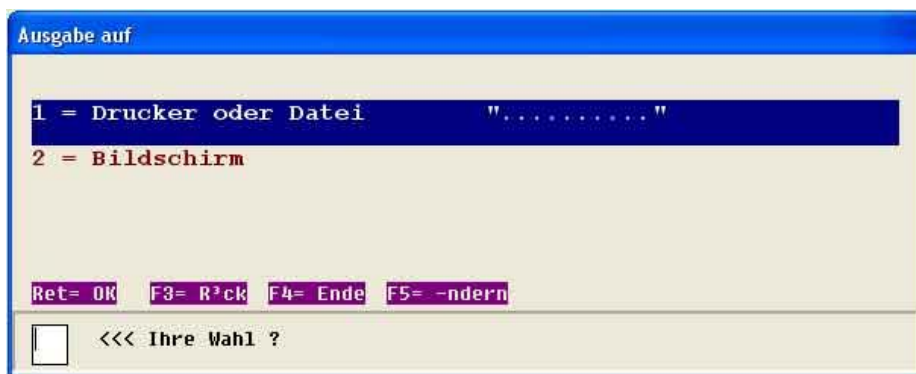 Ausgabe auf
1 = Drucker oder Datei ".........."
2 = Bildschirm
Ret= OK F3= R³ck F4= Ende F5= -ndern
<<< Ihre Wahl ?